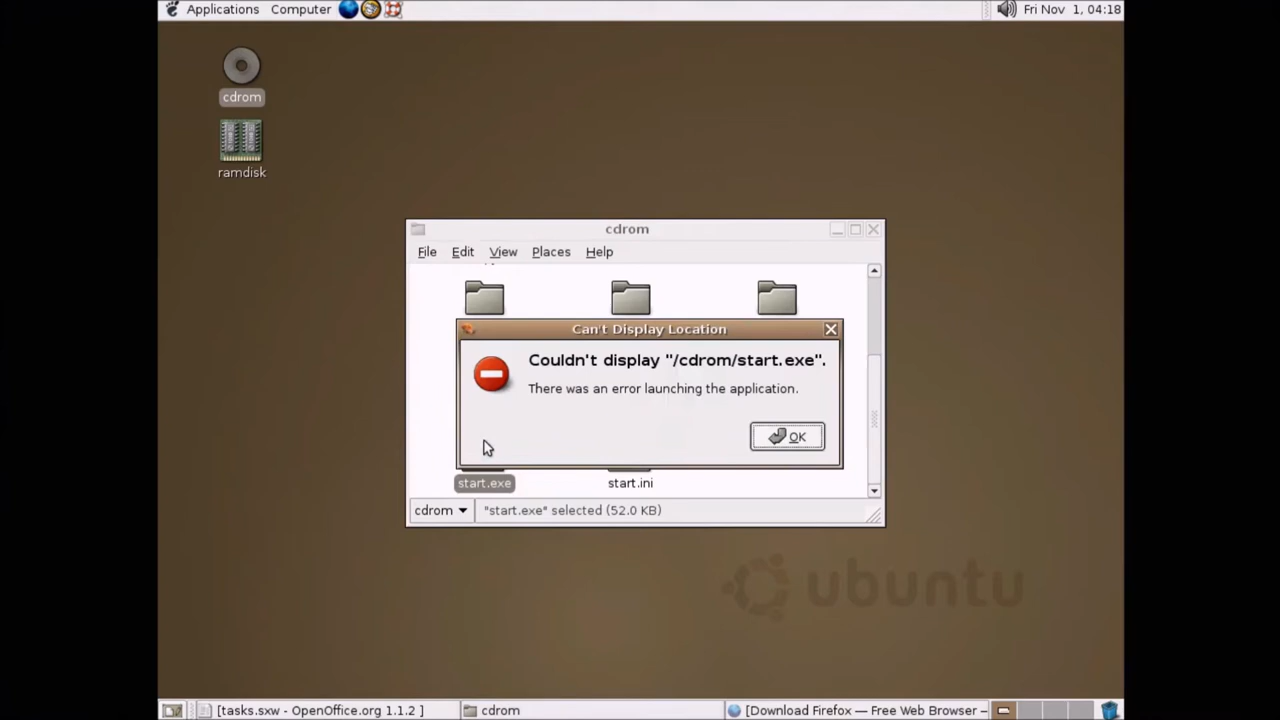 Applications Computer Fri Nov 1, 04:18
cdrom
ramdisk
cdrom
File Edit View Places Help
Can't Display Location
Couldn't display "/cdrom/start.exe".
There was an error launching the application.
OK
start.exe start.ini
cdrom "start.exe" selected (52.0 KB)
ubuntu
[tasks.sxw - OpenOffice.org 1.1.2 ] cdrom [Download Firefox — Free Web Browser –